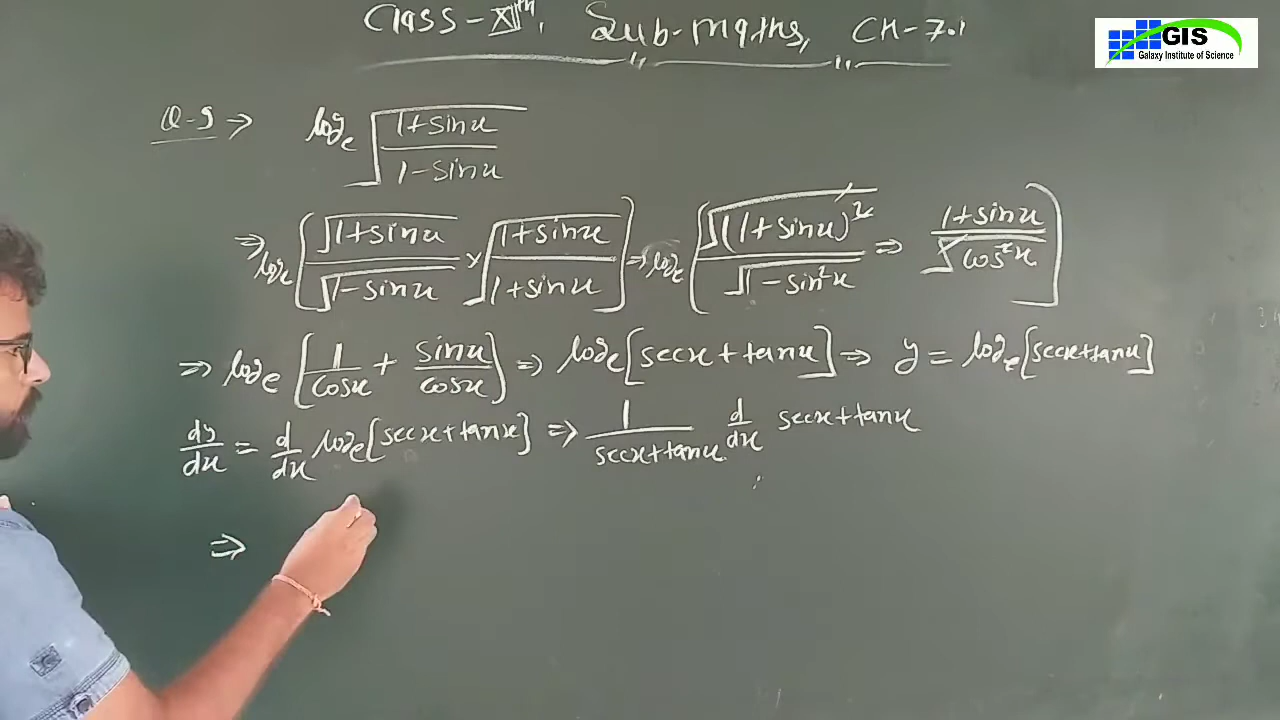 Class-XIth, Sub-maths, CH-7.1
GIS
Galaxy Institute of Science
Q-9 → logₑ √(1+sinx / 1-sinx)
⇒ logₑ [√1+sinx / √1-sinx × √(1+sinx / 1+sinx)] ⇒ logₑ [√(1+sinx)² / √1-sin²x ⇒ 1+sinx / √cos²x]
⇒ logₑ [1/cosx + sinx/cosx] ⇒ logₑ [secx+tanx] ⇒ y = logₑ [secx+tanx]
dy/dx = d/dx logₑ [secx+tanx] ⇒ 1/secx+tanx d/dx secx+tanx
⇒